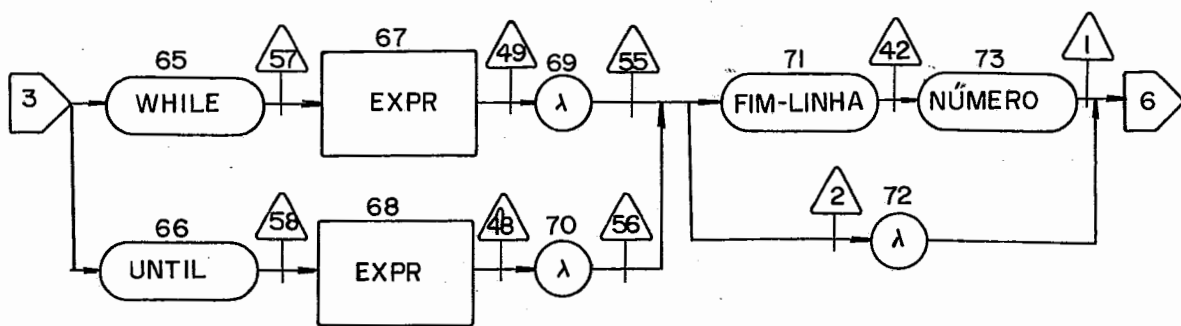 67
65 57 49 69 55 71 42 73 1
3 WHILE EXPR λ FIM-LINHA NÚMERO 6
68 2 72
66 58 48 70 56 λ
UNTIL EXPR λ